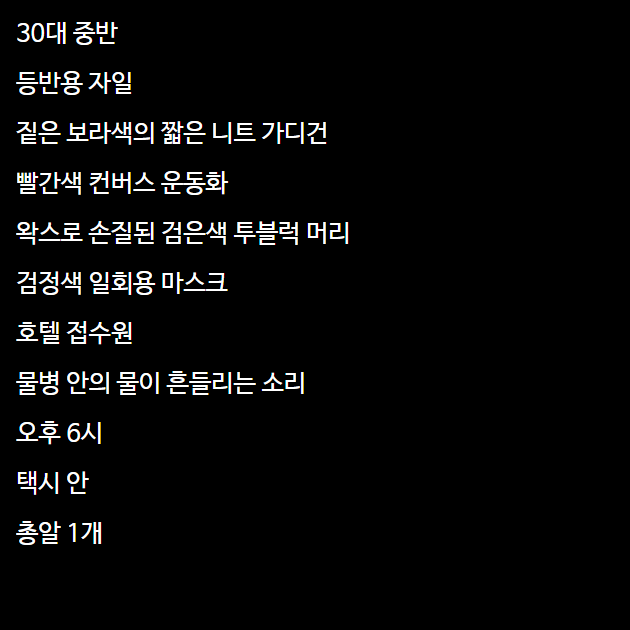 30대 중반
등반용 자일
짙은 보라색의 짧은 니트 가디건
빨간색 컨버스 운동화
왁스로 손질된 검은색 투블럭 머리
검정색 일회용 마스크
호텔 접수원
물병 안의 물이 흔들리는 소리
오후 6시
택시 안
총알 1개